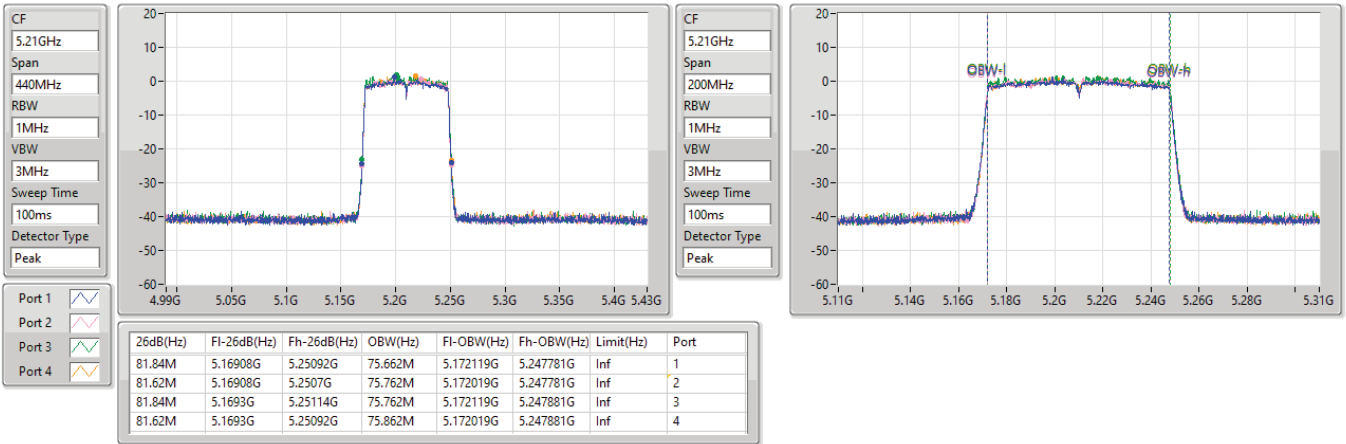 CF
5.21GHz
Span
440MHz
RBW
1MHz
VBW
3MHz
Sweep Time
100ms
Detector Type
Peak
20
10
0
-10
-20
-30
-40
-50
-60
4.99G 5.05G 5.1G 5.15G 5.2G 5.25G 5.3G 5.35G 5.4G 5.43G
CF
5.21GHz
Span
200MHz
RBW
1MHz
VBW
3MHz
Sweep Time
100ms
Detector Type
Peak
20
10
0
-10
-20
-30
-40
-50
-60
OBW-l OBW-h
5.11G 5.14G 5.16G 5.18G 5.2G 5.22G 5.24G 5.26G 5.28G 5.31G
Port 1
Port 2
Port 3
Port 4
26dB(Hz) Fl-26dB(Hz) Fh-26dB(Hz) OBW(Hz) Fl-OBW(Hz) Fh-OBW(Hz) Limit(Hz) Port
81.84M 5.16908G 5.25092G 75.662M 5.172119G 5.247781G Inf 1
81.62M 5.16908G 5.2507G 75.762M 5.172019G 5.247781G Inf 2
81.84M 5.1693G 5.25114G 75.762M 5.172119G 5.247881G Inf 3
81.62M 5.1693G 5.25092G 75.862M 5.172019G 5.247881G Inf 4